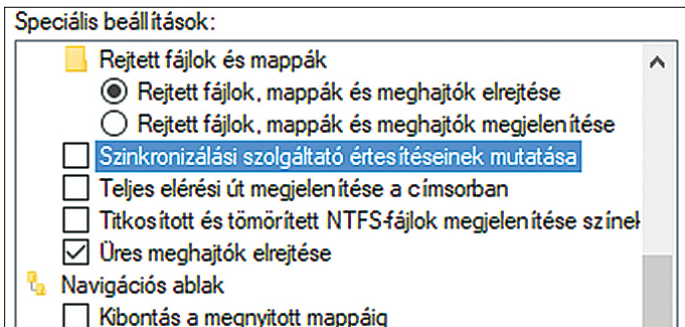 Speciális beállítások:
Rejtett fájlok és mappák
Rejtett fájlok, mappák és meghajtók elrejtése
Rejtett fájlok, mappák és meghajtók megjelenítése
Szinkronizálási szolgáltató értesítéseinek mutatása
Teljes elérési út megjelenítése a címsorban
Titkosított és tömörített NTFS-fájlok megjelenítése színek
Üres meghajtók elrejtése
Navigációs ablak
Kibontás a megnyitott mappáig